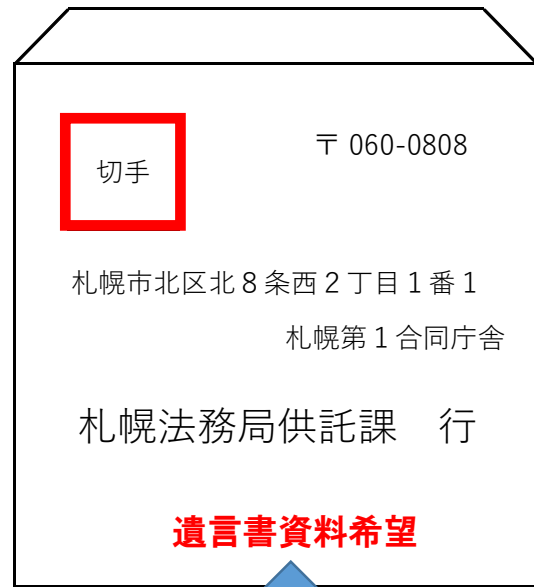 切手
〒 060-0808
札幌市北区北８条西２丁目１番１
札幌第１合同庁舎
札幌法務局供託課　行
遺言書資料希望